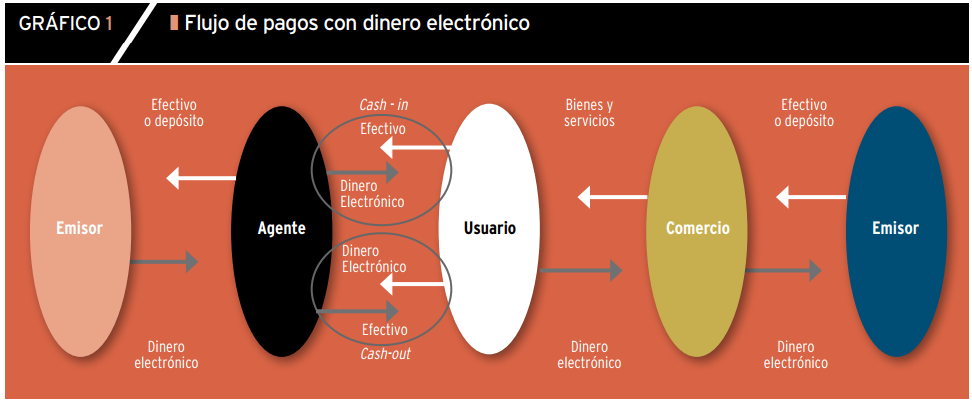 GRÁFICO 1
Flujo de pagos con dinero electrónico
Efectivo
o depósito
Cash - in
Efectivo
Bienes y
servicios
Efectivo
o depósito
Dinero
Electrónico
Emisor
Agente
Usuario
Comercio
Emisor
Dinero
Electrónico
Efectivo
Cash-out
Dinero
electrónico
Dinero
electrónico
Dinero
electrónico